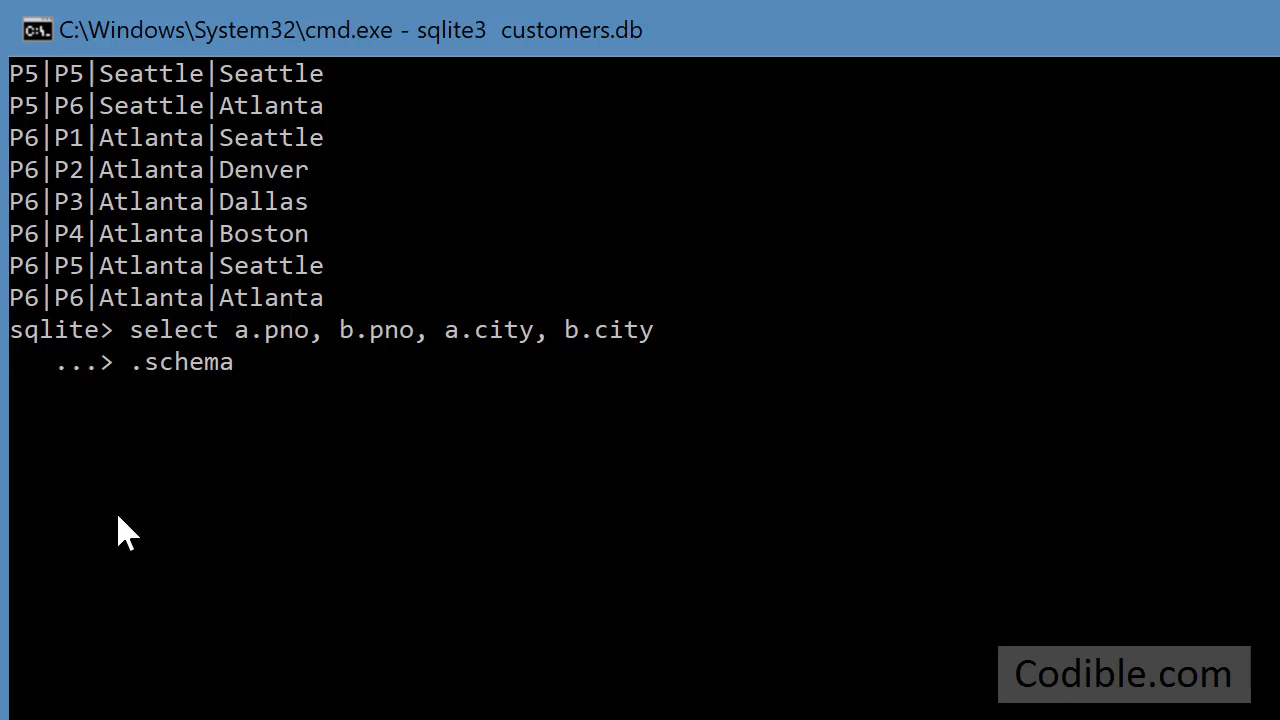 C:\Windows\System32\cmd.exe - sqlite3  customers.db
P5|P5|Seattle|Seattle
P5|P6|Seattle|Atlanta
P6|P1|Atlanta|Seattle
P6|P2|Atlanta|Denver
P6|P3|Atlanta|Dallas
P6|P4|Atlanta|Boston
P6|P5|Atlanta|Seattle
P6|P6|Atlanta|Atlanta
sqlite> select a.pno, b.pno, a.city, b.city
   ...> .schema
Codible.com